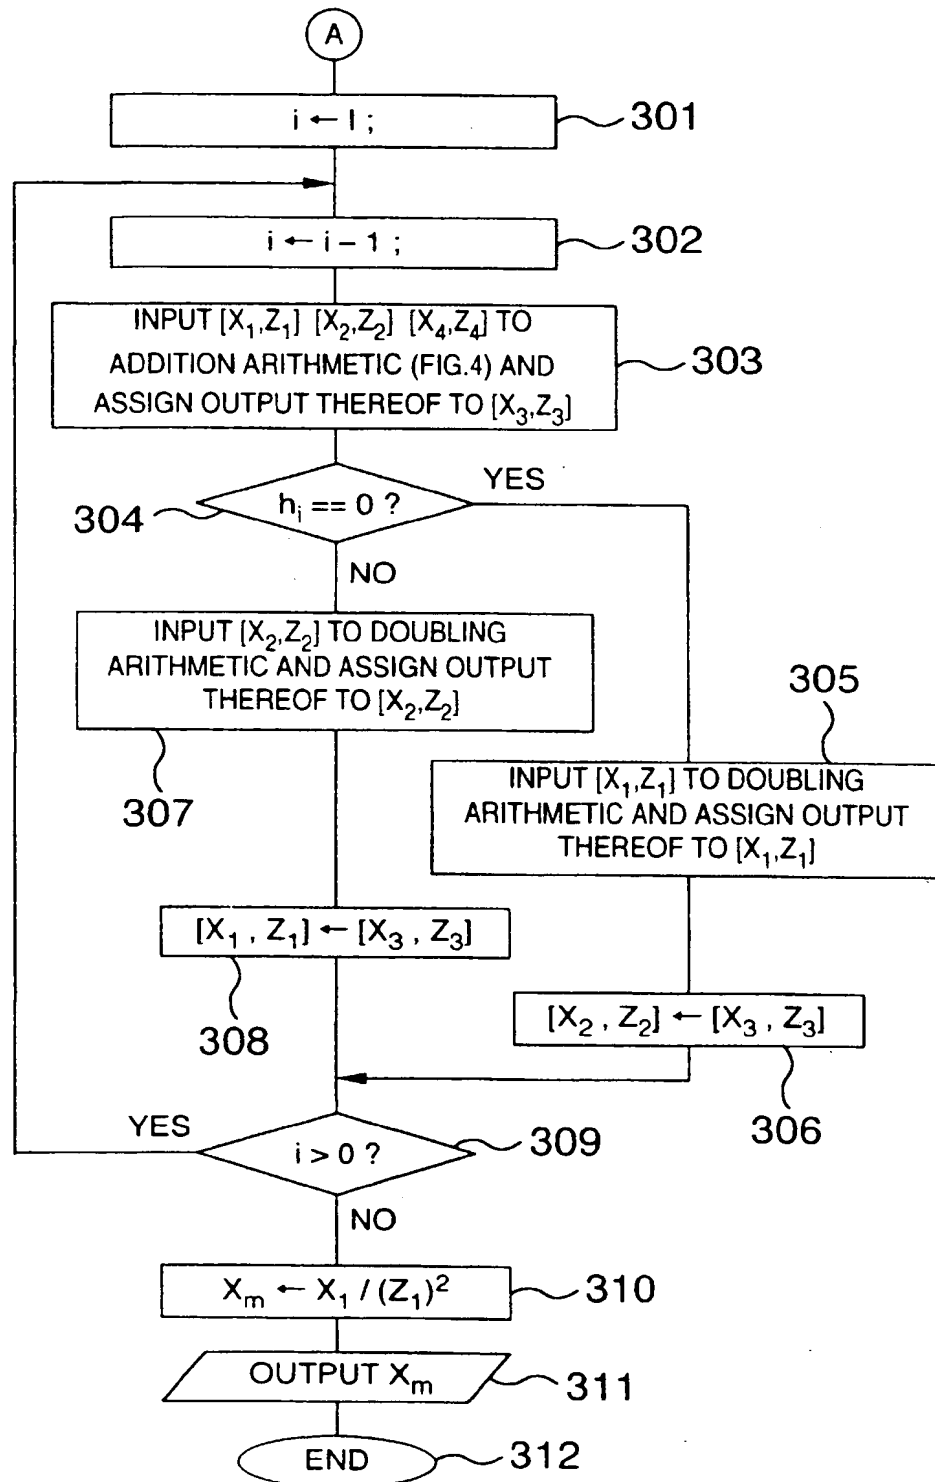 A
i ← l ;
301
i ← i – 1 ;
302
INPUT [X₁,Z₁] [X₂,Z₂] [X₄,Z₄] TO
ADDITION ARITHMETIC (FIG.4) AND
ASSIGN OUTPUT THEREOF TO [X₃,Z₃]
303
YES
hᵢ == 0 ?
304
NO
INPUT [X₂,Z₂] TO DOUBLING
ARITHMETIC AND ASSIGN OUTPUT
THEREOF TO [X₂,Z₂]
307
305
INPUT [X₁,Z₁] TO DOUBLING
ARITHMETIC AND ASSIGN OUTPUT
THEREOF TO [X₁,Z₁]
[X₁ , Z₁] ← [X₃ , Z₃]
308
[X₂ , Z₂] ← [X₃ , Z₃]
306
YES
i > 0 ?
309
NO
Xₘ ← X₁ / (Z₁)²
310
OUTPUT Xₘ
311
END
312